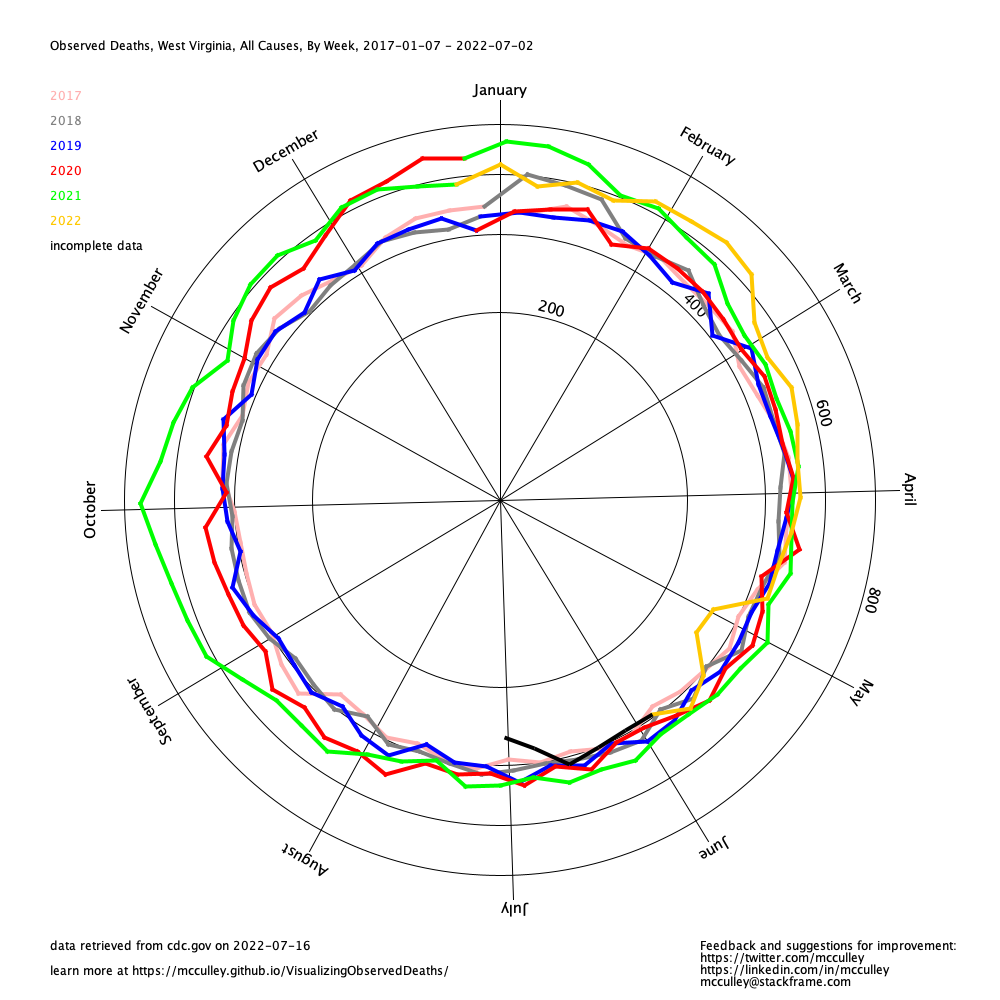 Observed Deaths, West Virginia, All Causes, By Week, 2017-01-07 - 2022-07-02
2017
2018
2019
2020
2021
2022
incomplete data
January
February
March
April
May
June
July
August
September
October
November
December
200
400
600
800
data retrieved from cdc.gov on 2022-07-16
learn more at https://mcculley.github.io/VisualizingObservedDeaths/
Feedback and suggestions for improvement:
https://twitter.com/mcculley
https://linkedin.com/in/mcculley
mcculley@stackframe.com